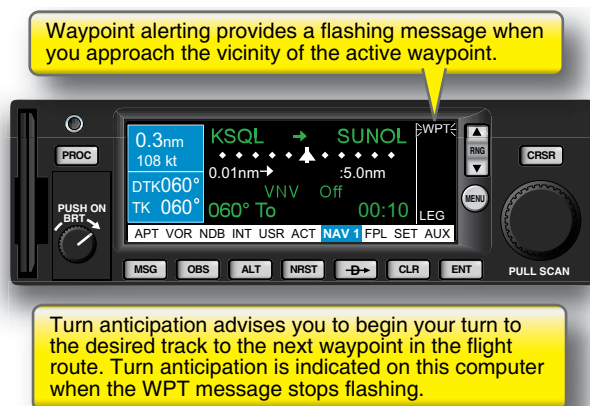 Waypoint alerting provides a flashing message when
you approach the vicinity of the active waypoint.
PROC
PUSH ON
BRT
0.3nm
108 kt
DTK060°
TK 060°
KSQL → SUNOL
0.01nm→ :5.0nm
VNV Off
060° To 00:10
WPT
LEG
APT VOR NDB INT USR ACT NAV 1 FPL SET AUX
RNG
MENU
CRSR
PULL SCAN
MSG OBS ALT NRST D CLR ENT
Turn anticipation advises you to begin your turn to
the desired track to the next waypoint in the flight
route. Turn anticipation is indicated on this computer
when the WPT message stops flashing.